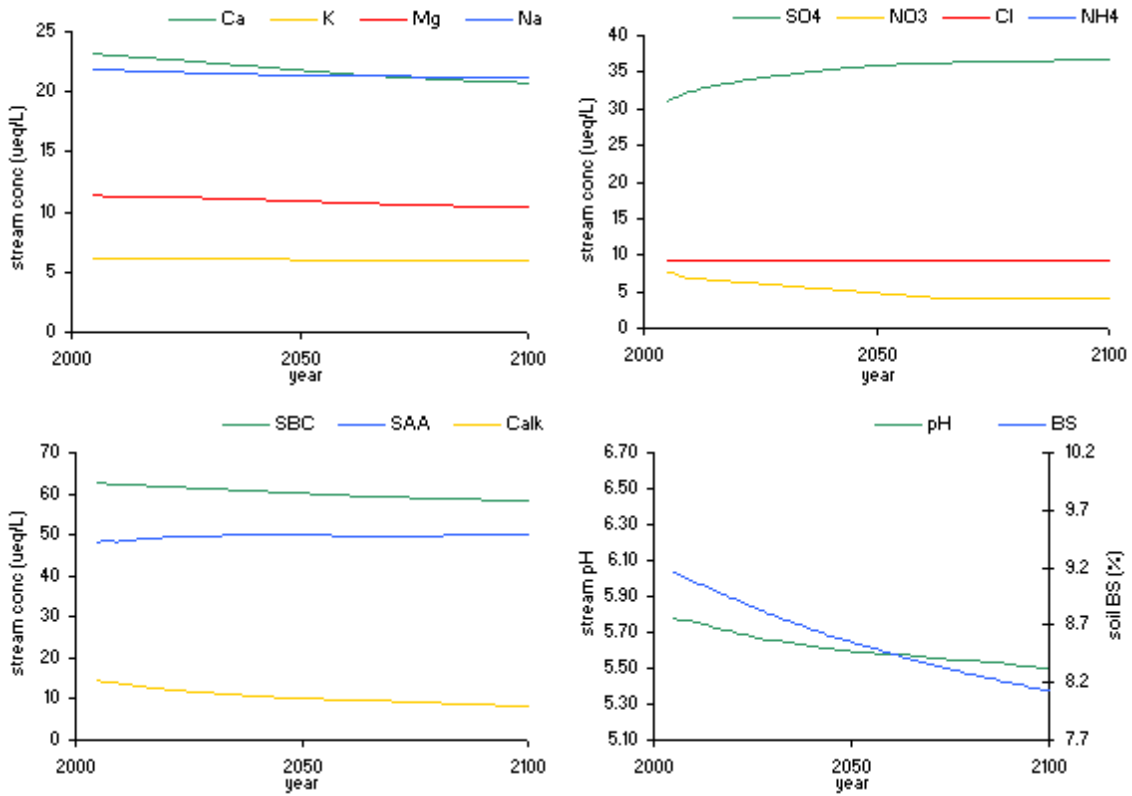 Ca K Mg Na
stream conc (ueq/L)
25
20
15
10
5
0
2000 2050 2100
year
SO4 NO3 Cl NH4
stream conc (ueq/L)
40
35
30
25
20
15
10
5
0
2000 2050 2100
year
SBC SAA Calk
stream conc (ueq/L)
70
60
50
40
30
20
10
0
2000 2050 2100
year
pH BS
stream pH
6.70
6.50
6.30
6.10
5.90
5.70
5.50
5.30
5.10
10.2
9.7
9.2
8.7
8.2
7.7
soil BS (%)
2000 2050 2100
year